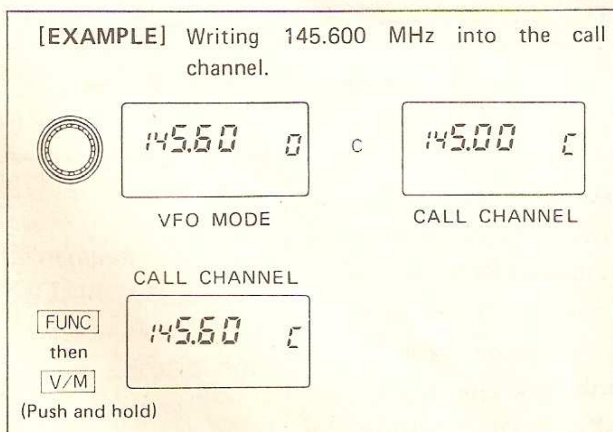 [EXAMPLE] Writing 145.600 MHz into the call
channel.
145.60 0 C 145.00 C
VFO MODE CALL CHANNEL
CALL CHANNEL
FUNC
then
V/M
(Push and hold)
145.60 C